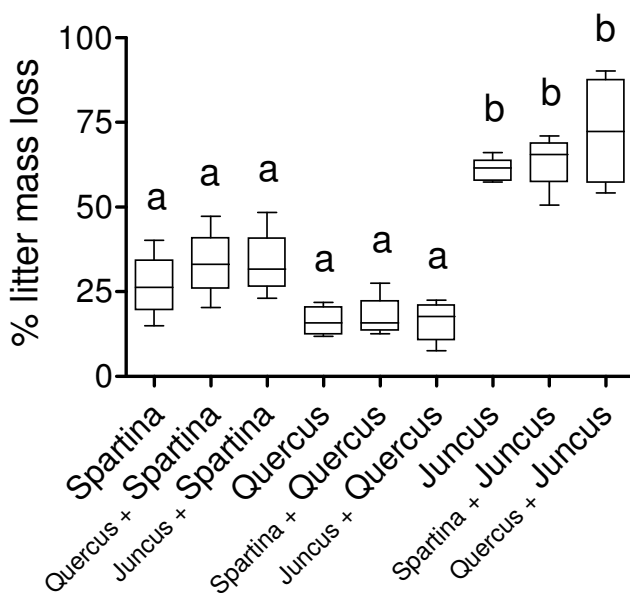 % litter mass loss
100
75
50
25
0
a
a
a
a
a
a
b
b
b
Spartina
Quercus + Spartina
Juncus + Spartina
Quercus
Spartina + Quercus
Juncus + Quercus
Juncus
Spartina + Juncus
Quercus + Juncus